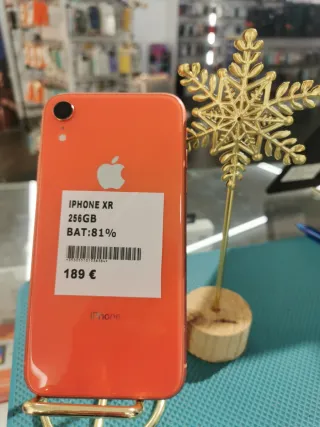 IPHONE XR
256GB
BAT:81%
189 €
iPhone